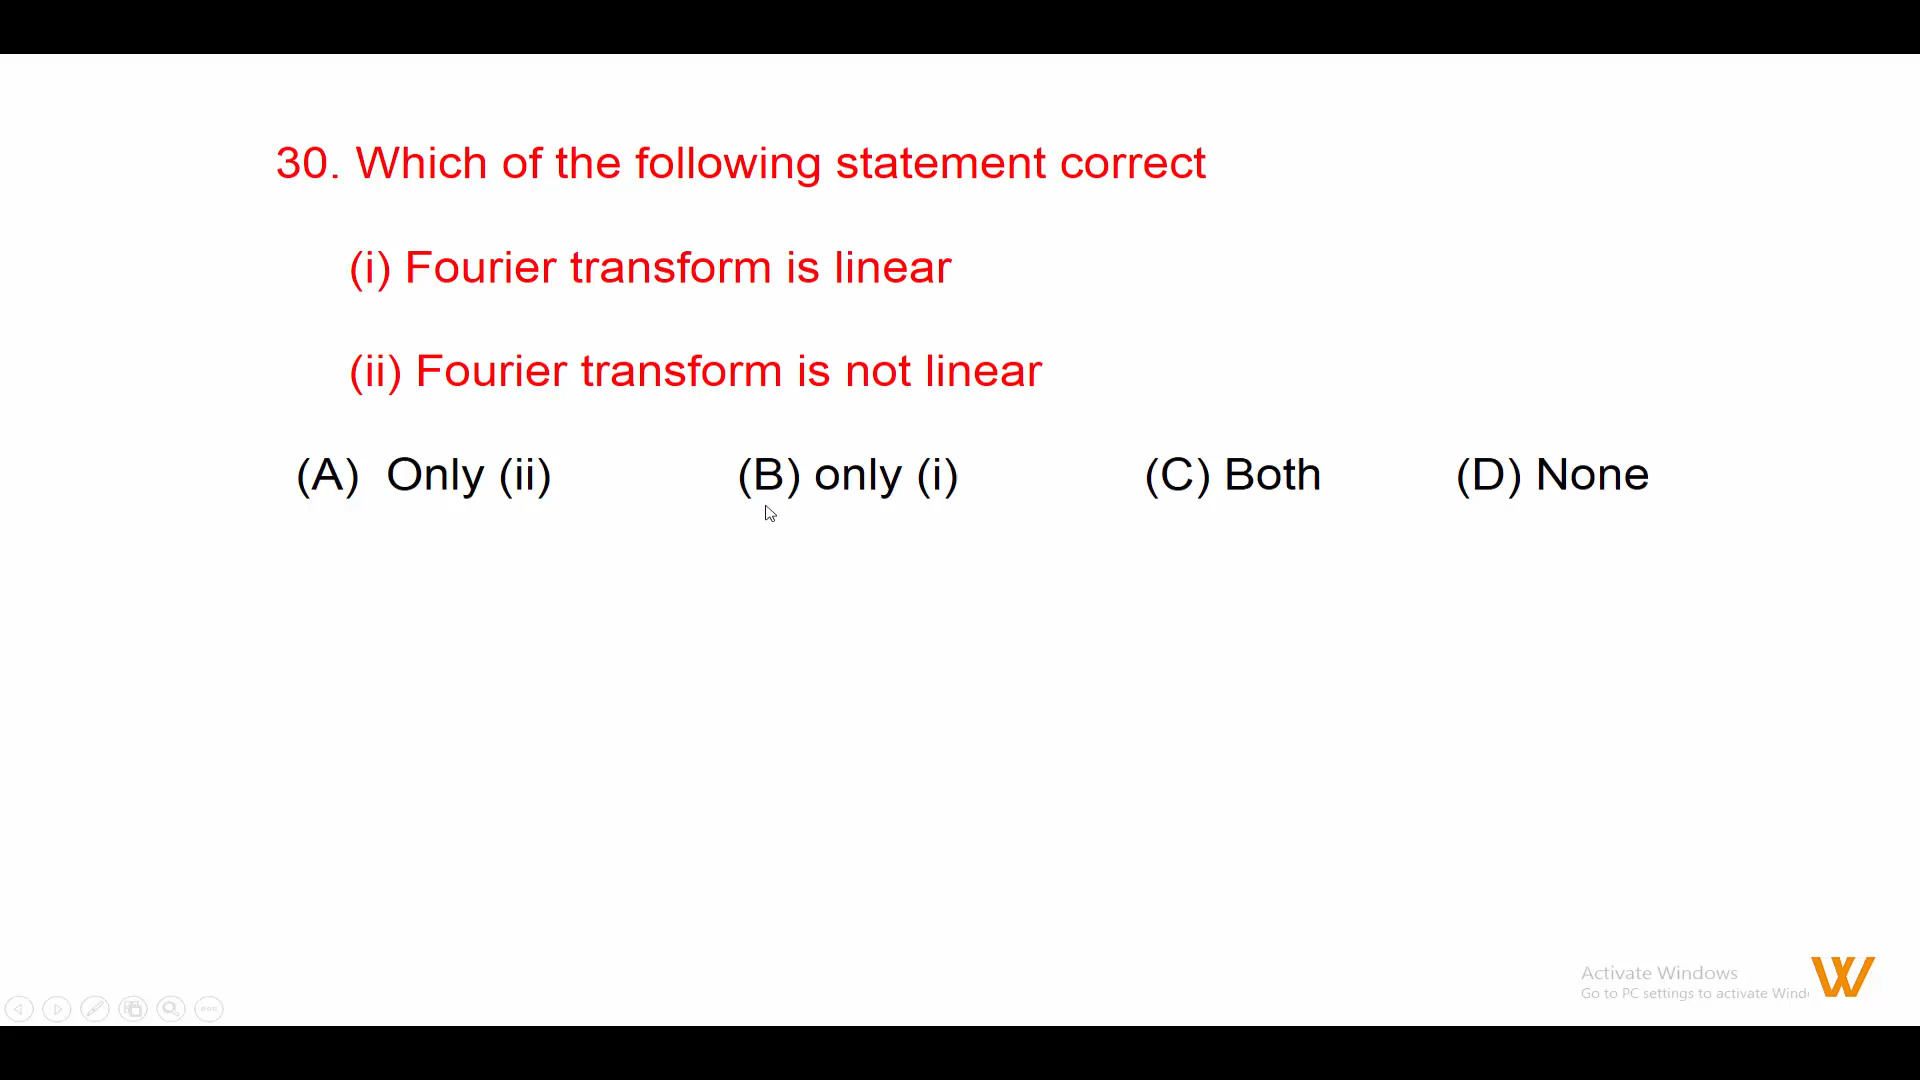 30. Which of the following statement correct
(i) Fourier transform is linear
(ii) Fourier transform is not linear
(A) Only (ii) (B) only (i) (C) Both (D) None
Activate Windows
Go to PC settings to activate Wind
W